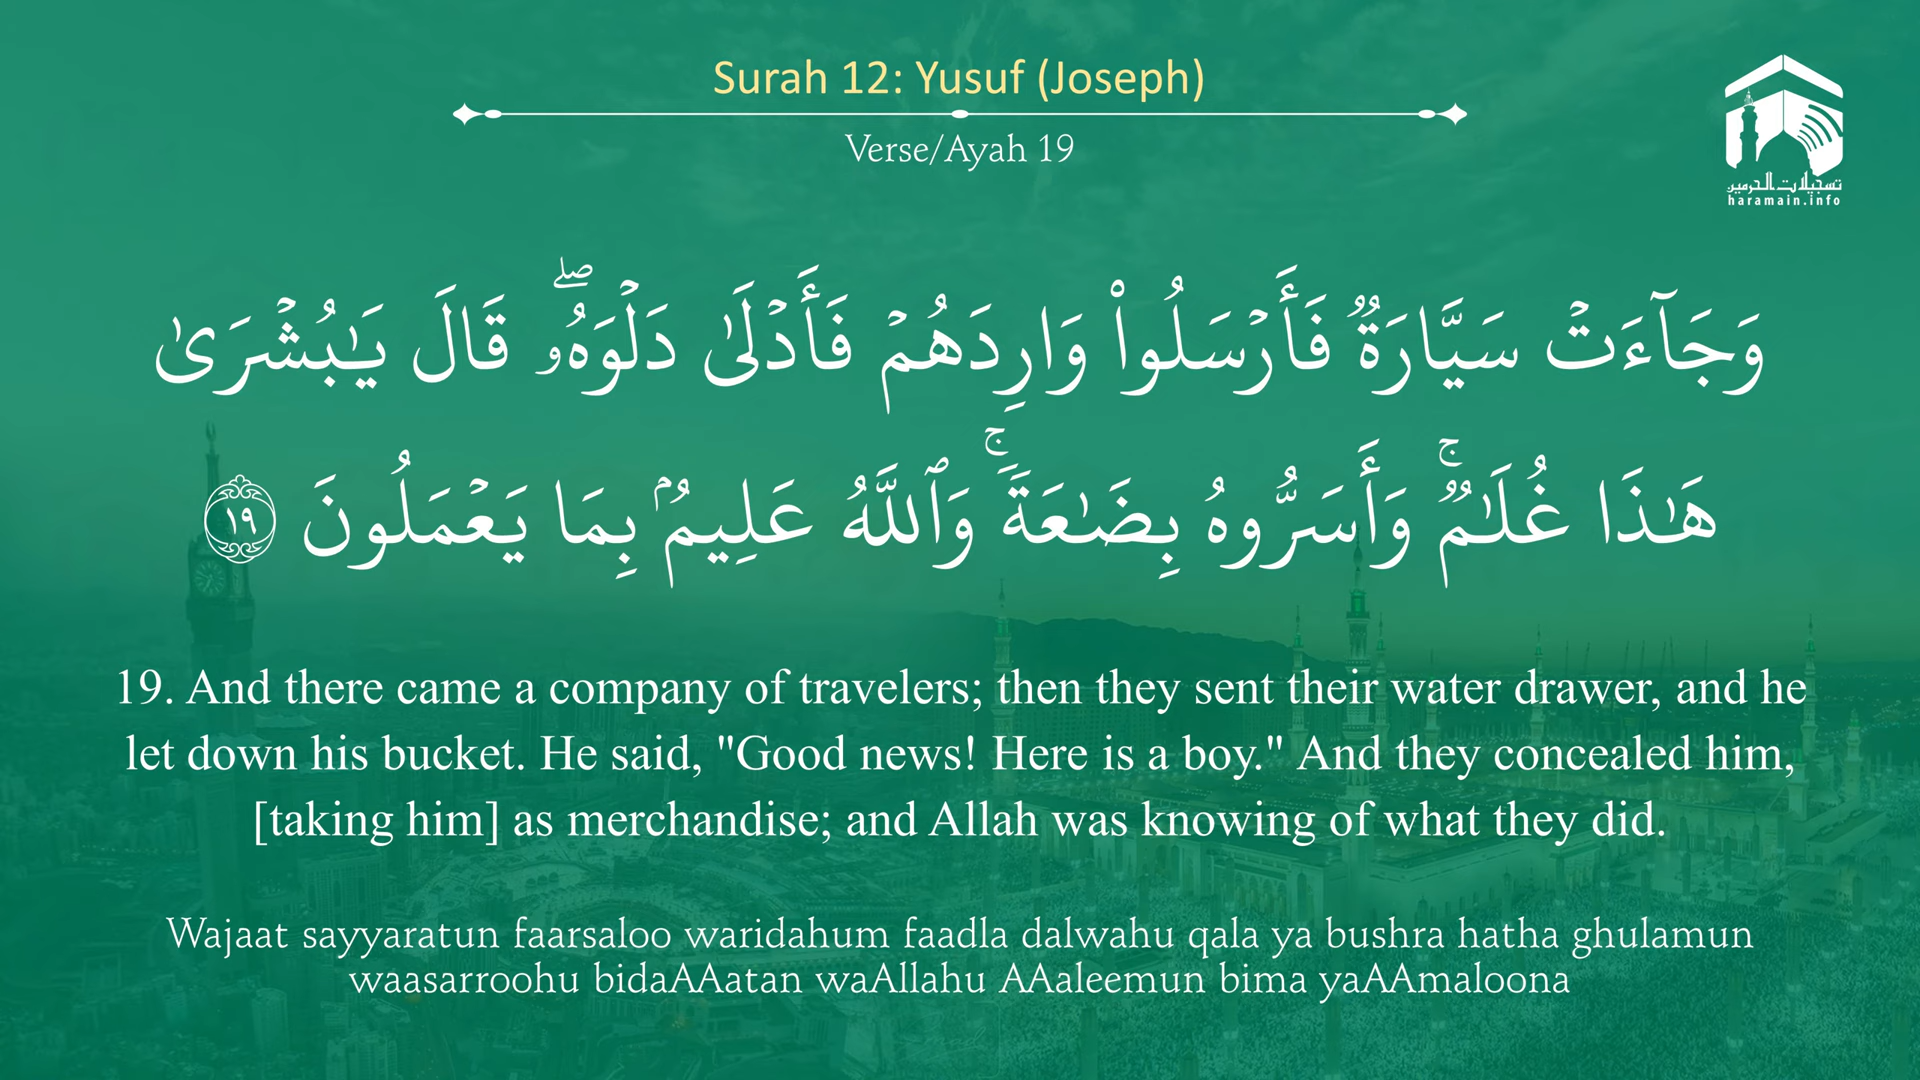 Surah 12: Yusuf (Joseph)
Verse/Ayah 19
تسجيلات الحرمين
haramain.info
وَجَآءَتۡ سَيَّارَةٞ فَأَرۡسَلُواْ وَارِدَهُمۡ فَأَدۡلَىٰ دَلۡوَهُۥۖ قَالَ يَٰبُشۡرَىٰ
هَٰذَا غُلَٰمٞۚ وَأَسَرُّوهُ بِضَٰعَةٗۚ وَٱللَّهُ عَلِيمُۢ بِمَا يَعۡمَلُونَ ١٩
19. And there came a company of travelers; then they sent their water drawer, and he
let down his bucket. He said, "Good news! Here is a boy." And they concealed him,
[taking him] as merchandise; and Allah was knowing of what they did.
Wajaat sayyaratun faarsaloo waridahum faadla dalwahu qala ya bushra hatha ghulamun
waasarroohu bidaAAatan waAllahu AAaleemun bima yaAAmaloona